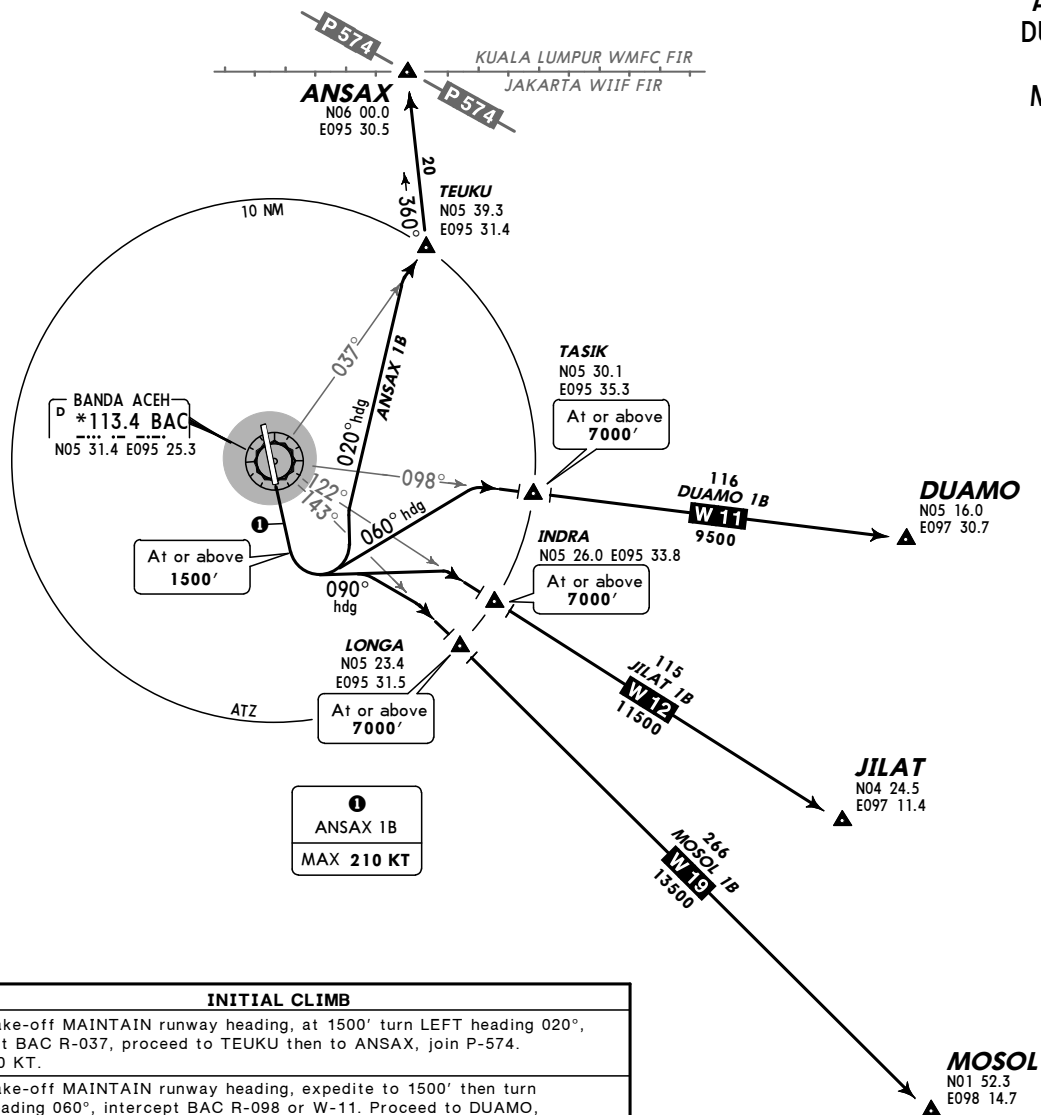 A
DU
M
P 574
KUALA LUMPUR WMFC FIR
JAKARTA WIIF FIR
P 574
ANSAX
N06 00.0
E095 30.5
20
360°
TEUKU
N05 39.3
E095 31.4
10 NM
037°
ANSAX 1B
020° hdg
TASIK
N05 30.1
E095 35.3
At or above
7000'
BANDA ACEH
D *113.4 BAC
N05 31.4 E095 25.3
098°
122°
143°
060° hdg
116
DUAMO 1B
W 11
9500
DUAMO
N05 16.0
E097 30.7
1
At or above
1500'
090°
hdg
INDRA
N05 26.0 E095 33.8
At or above
7000'
LONGA
N05 23.4
E095 31.5
At or above
7000'
ATZ
115
JILAT 1B
W 12
11500
JILAT
N04 24.5
E097 11.4
1
ANSAX 1B
MAX 210 KT
266
MOSOL 1B
W 19
13500
MOSOL
N01 52.3
E098 14.7
INITIAL CLIMB
ake-off MAINTAIN runway heading, at 1500' turn LEFT heading 020°,
t BAC R-037, proceed to TEUKU then to ANSAX, join P-574.
0 KT.
ake-off MAINTAIN runway heading, expedite to 1500' then turn
eading 060°, intercept BAC R-098 or W-11. Proceed to DUAMO,